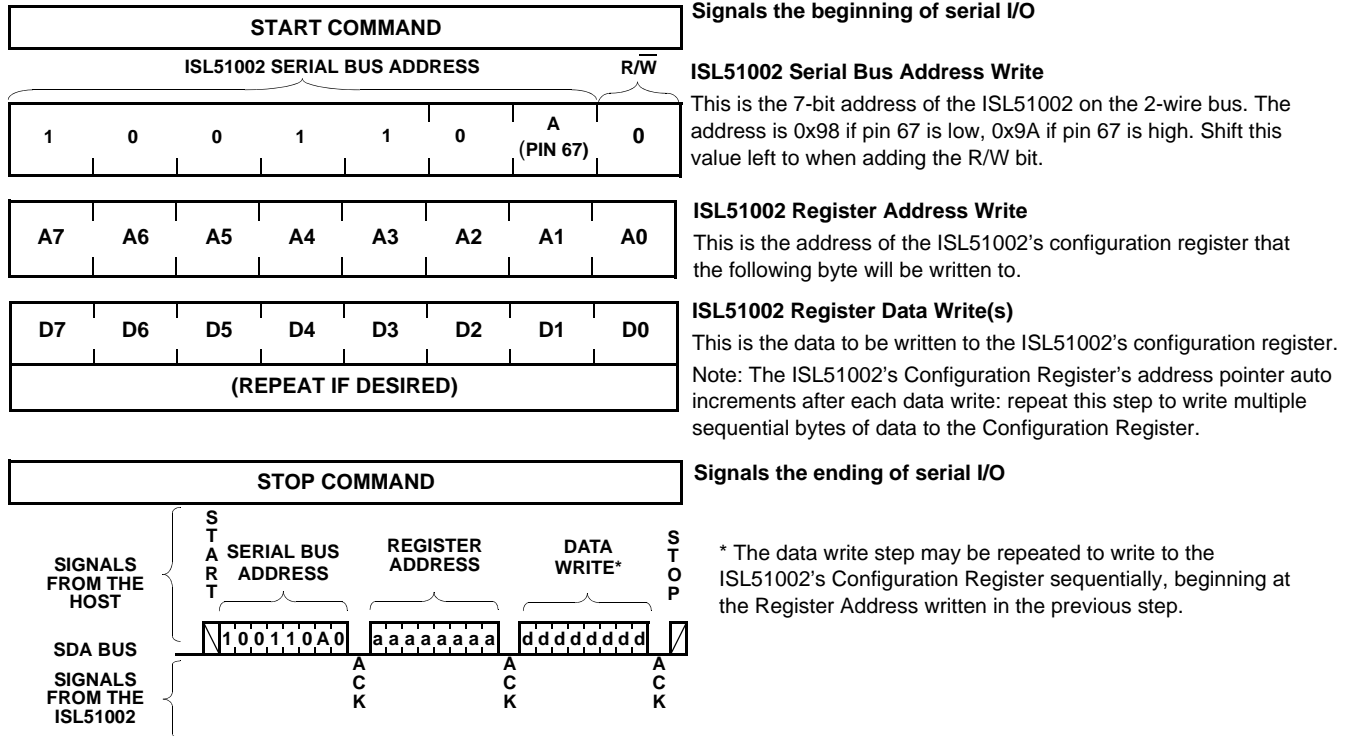 START COMMAND
Signals the beginning of serial I/O
ISL51002 SERIAL BUS ADDRESS
R/W
1 0 0 1 1 0 A (PIN 67) 0
ISL51002 Serial Bus Address Write
This is the 7-bit address of the ISL51002 on the 2-wire bus. The
address is 0x98 if pin 67 is low, 0x9A if pin 67 is high. Shift this
value left to when adding the R/W bit.
A7 A6 A5 A4 A3 A2 A1 A0
ISL51002 Register Address Write
This is the address of the ISL51002's configuration register that
the following byte will be written to.
D7 D6 D5 D4 D3 D2 D1 D0
(REPEAT IF DESIRED)
ISL51002 Register Data Write(s)
This is the data to be written to the ISL51002's configuration register.
Note: The ISL51002's Configuration Register's address pointer auto
increments after each data write: repeat this step to write multiple
sequential bytes of data to the Configuration Register.
STOP COMMAND
Signals the ending of serial I/O
SIGNALS
FROM THE
HOST
START
SERIAL BUS
ADDRESS
REGISTER
ADDRESS
DATA
WRITE*
STOP
* The data write step may be repeated to write to the
ISL51002's Configuration Register sequentially, beginning at
the Register Address written in the previous step.
SDA BUS
1 0 0 1 1 0 A 0
a a a a a a a a
d d d d d d d d
ACK
ACK
ACK
SIGNALS
FROM THE
ISL51002